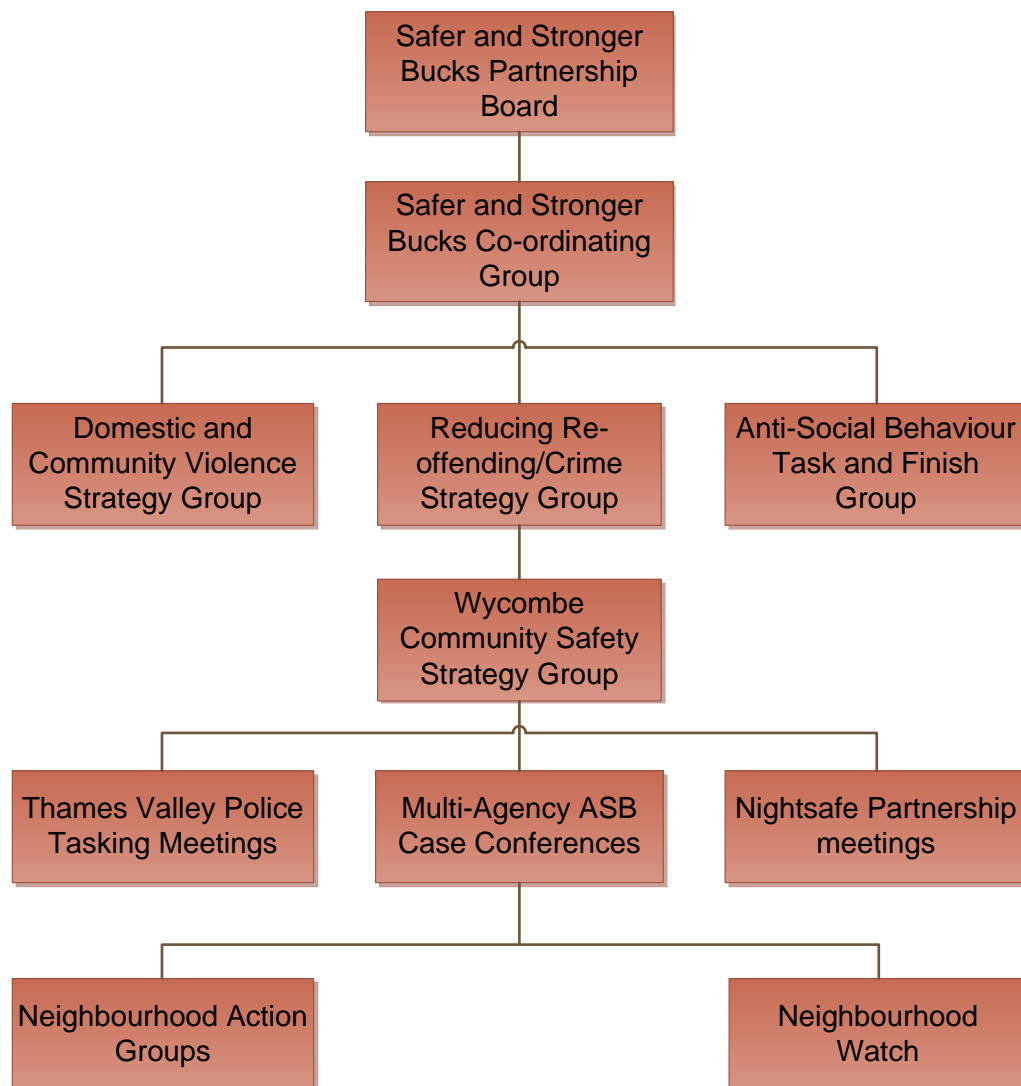 Safer and Stronger
Bucks Partnership
Board
Safer and Stronger
Bucks Co-ordinating
Group
Domestic and
Community Violence
Strategy Group
Reducing Re-
offending/Crime
Strategy Group
Anti-Social Behaviour
Task and Finish
Group
Wycombe
Community Safety
Strategy Group
Thames Valley Police
Tasking Meetings
Multi-Agency ASB
Case Conferences
Nightsafe Partnership
meetings
Neighbourhood Action
Groups
Neighbourhood
Watch